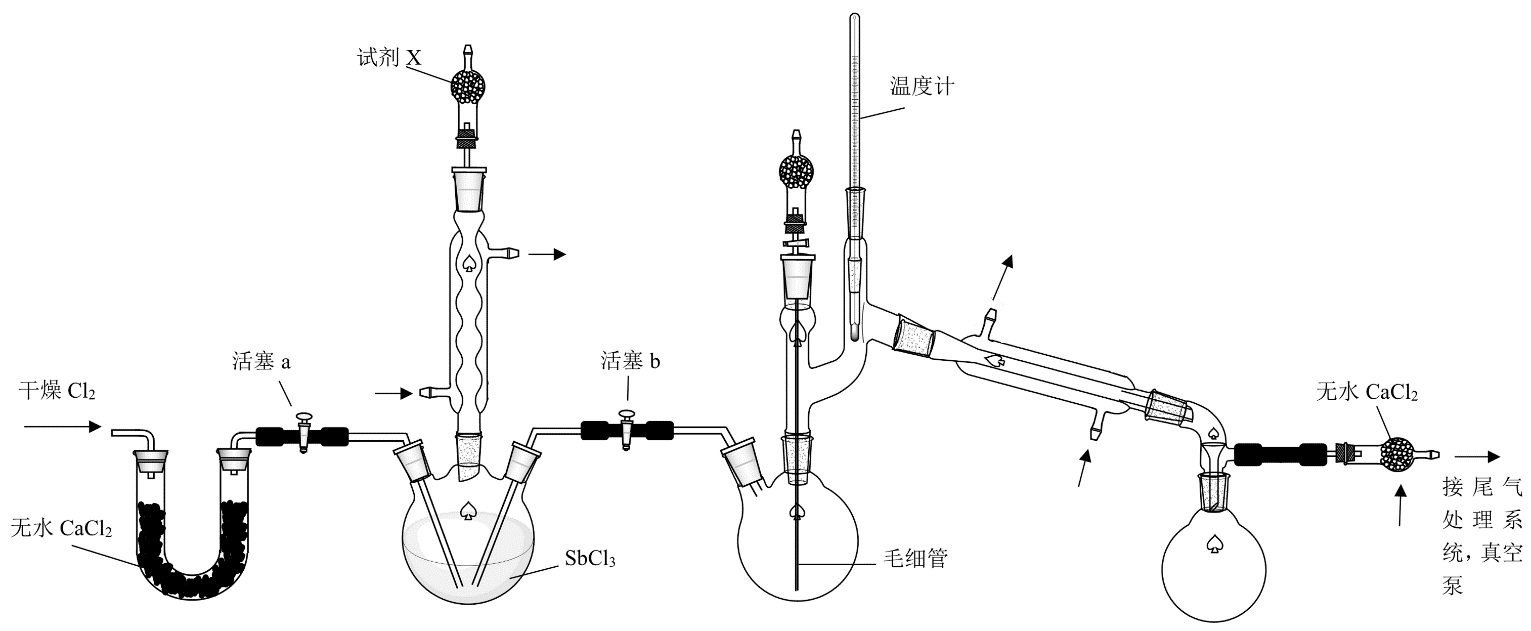 试剂 X
温度计
活塞 a
活塞 b
干燥 Cl2
无水 CaCl2
无水 CaCl2
SbCl3
毛细管
接尾气
处理系
统，真空
泵